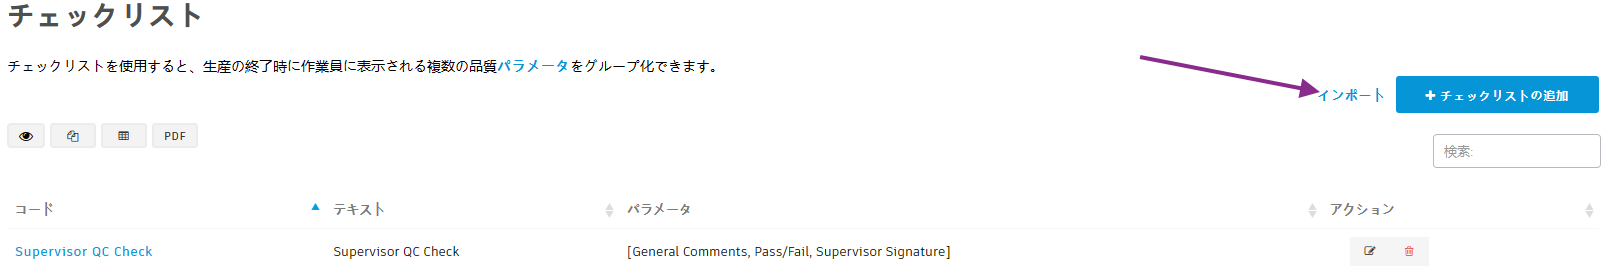 チェックリスト
チェックリストを使用すると、生産の終了時に作業員に表示される複数の品質パラメータをグループ化できます。
インポート
+ チェックリストの追加
PDF
検索:
コード テキスト パラメータ アクション
Supervisor QC Check Supervisor QC Check [General Comments, Pass/Fail, Supervisor Signature]